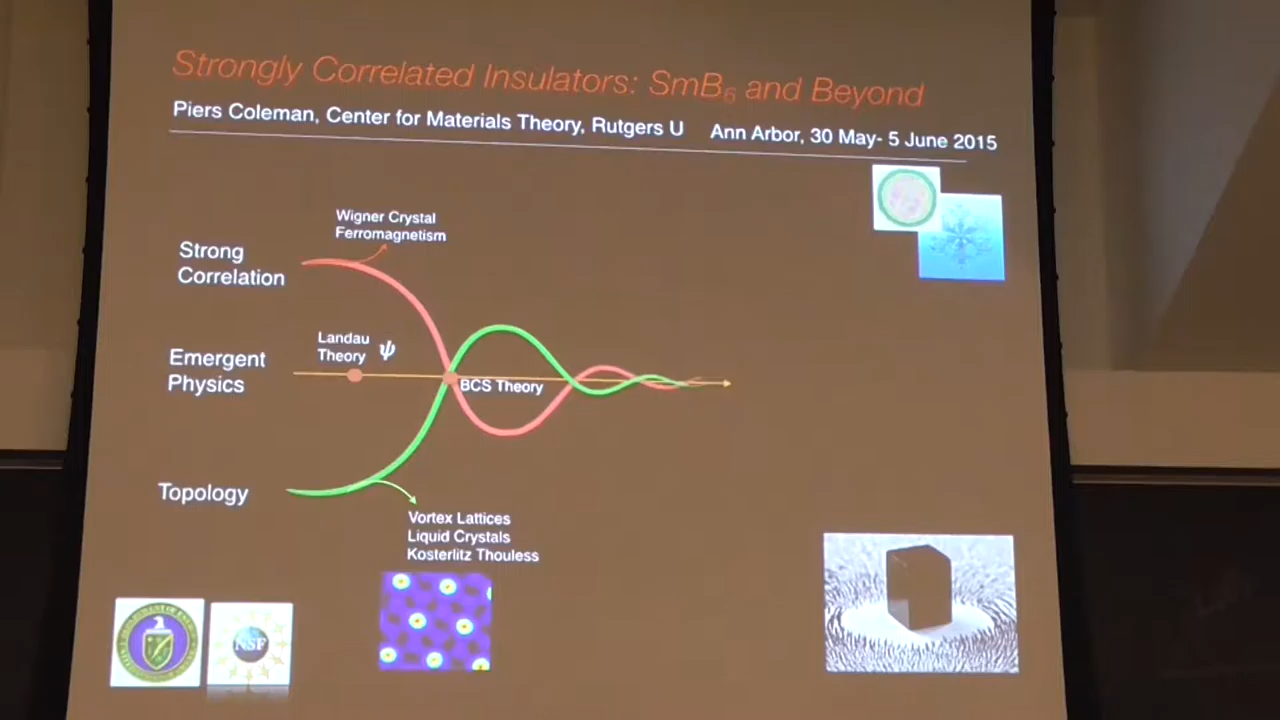 Strongly Correlated Insulators: SmB₆ and Beyond
Piers Coleman, Center for Materials Theory, Rutgers U Ann Arbor, 30 May- 5 June 2015
Wigner Crystal
Ferromagnetism
Strong
Correlation
Landau
Theory ψ
Emergent
Physics
BCS Theory
Topology
Vortex Lattices
Liquid Crystals
Kosterlitz Thouless
NSF